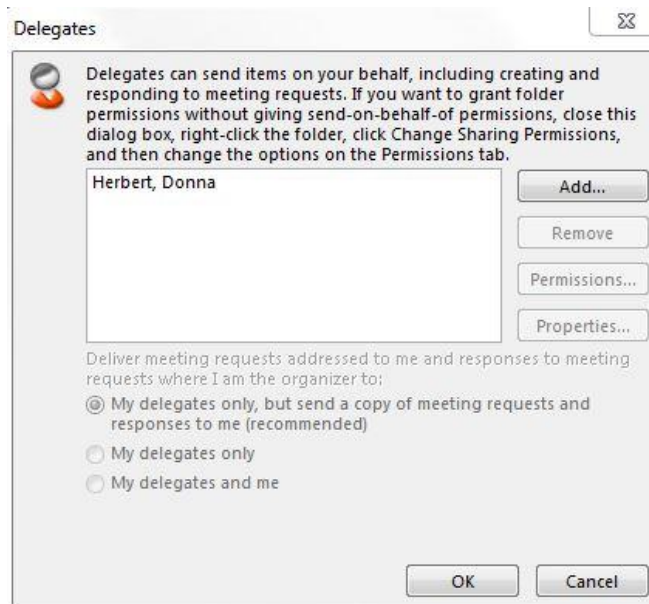 Delegates
Delegates can send items on your behalf, including creating and
responding to meeting requests. If you want to grant folder
permissions without giving send-on-behalf-of permissions, close this
dialog box, right-click the folder, click Change Sharing Permissions,
and then change the options on the Permissions tab.
Herbert, Donna
Add...
Remove
Permissions...
Properties...
Deliver meeting requests addressed to me and responses to meeting
requests where I am the organizer to:
My delegates only, but send a copy of meeting requests and
responses to me (recommended)
My delegates only
My delegates and me
OK
Cancel